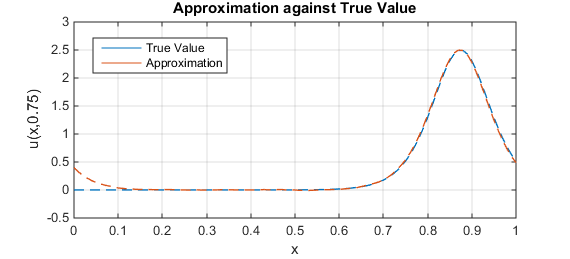 Approximation against True Value
True Value
Approximation
u(x,0.75)
3
2.5
2
1.5
1
0.5
0
-0.5
0 0.1 0.2 0.3 0.4 0.5 0.6 0.7 0.8 0.9 1
x